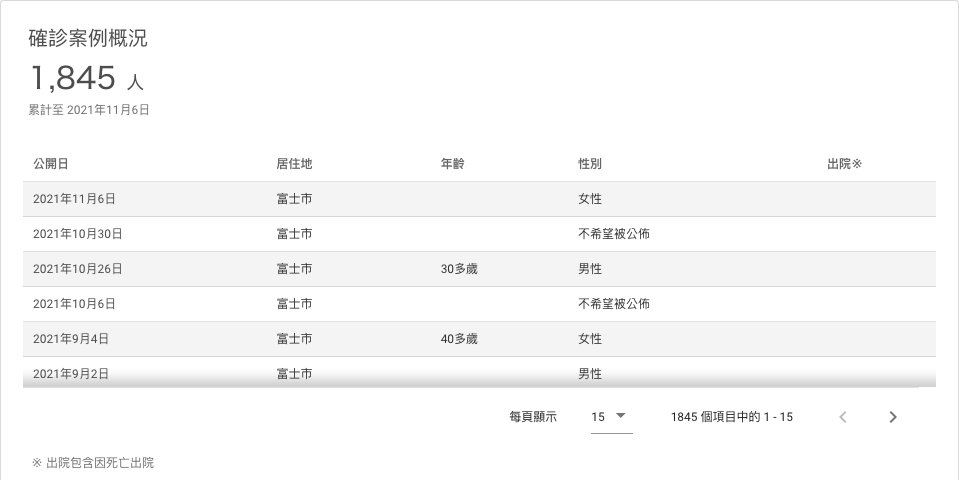 確診案例概況
1,845 人
累計至 2021年11月6日
公開日 居住地 年齡 性別 出院※
2021年11月6日 富士市 女性
2021年10月30日 富士市 不希望被公佈
2021年10月26日 富士市 30多歲 男性
2021年10月6日 富士市 不希望被公佈
2021年9月4日 富士市 40多歲 女性
2021年9月2日 富士市 男性
每頁顯示 15 1845 個項目中的 1 - 15
※ 出院包含因死亡出院